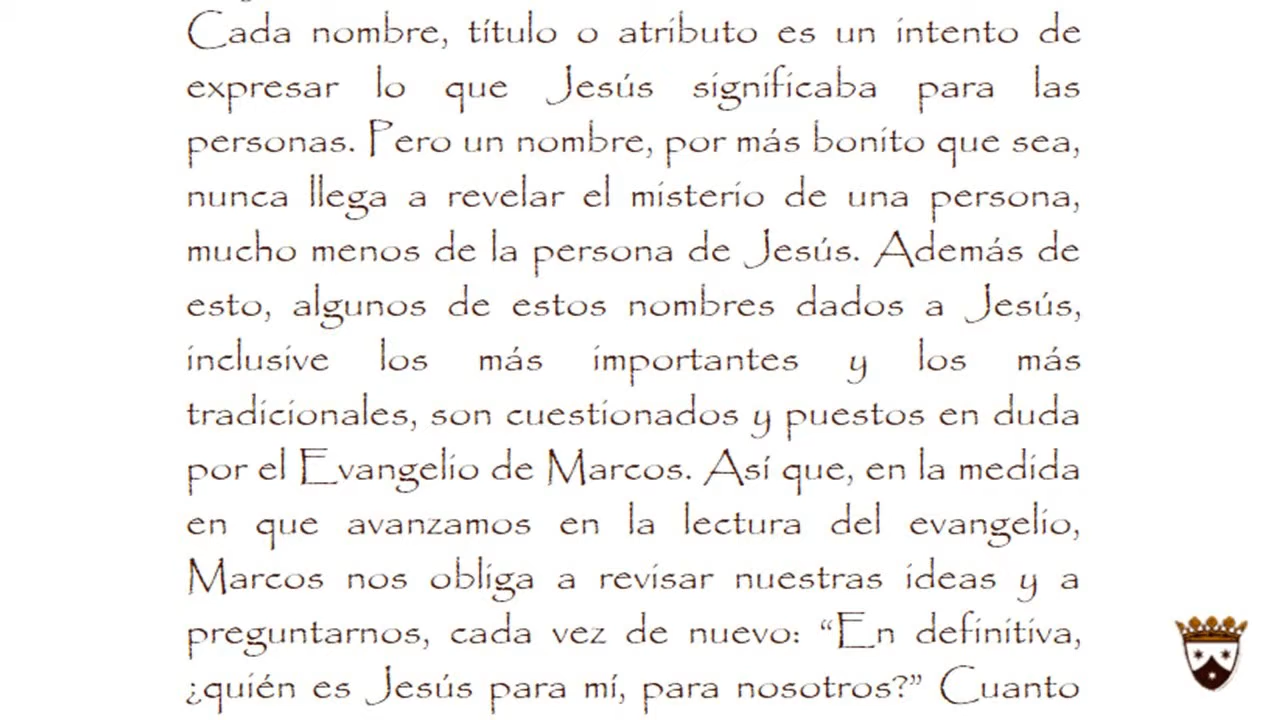 Cada nombre, título o atributo es un intento de
expresar lo que Jesús significaba para las
personas. Pero un nombre, por más bonito que sea,
nunca llega a revelar el misterio de una persona,
mucho menos de la persona de Jesús. Además de
esto, algunos de estos nombres dados a Jesús,
inclusive los más importantes y los más
tradicionales, son cuestionados y puestos en duda
por el Evangelio de Marcos. Así que, en la medida
en que avanzamos en la lectura del evangelio,
Marcos nos obliga a revisar nuestras ideas y a
preguntarnos, cada vez de nuevo: “En definitiva,
¿quién es Jesús para mí, para nosotros?” Cuanto